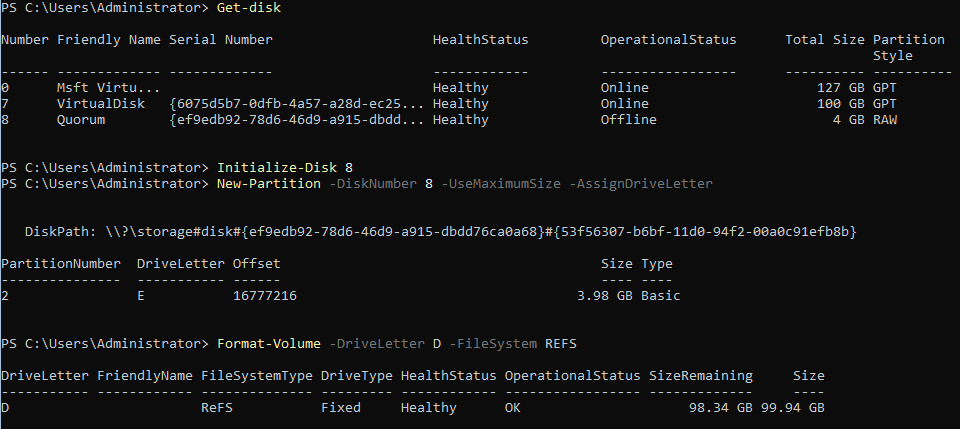 PS C:\Users\Administrator> Get-disk
Number Friendly Name Serial Number HealthStatus OperationalStatus Total Size Partition
Style
------ ------------- ------------- ------------ ----------------- ---------- ----------
0 Msft Virtu... Healthy Online 127 GB GPT
7 VirtualDisk {6075d5b7-0dfb-4a57-a28d-ec25... Healthy Online 100 GB GPT
8 Quorum {ef9edb92-78d6-46d9-a915-dbdd... Healthy Offline 4 GB RAW
PS C:\Users\Administrator> Initialize-Disk 8
PS C:\Users\Administrator> New-Partition -DiskNumber 8 -UseMaximumSize -AssignDriveLetter
DiskPath: \\?\storage#disk#{ef9edb92-78d6-46d9-a915-dbdd76ca0a68}#{53f56307-b6bf-11d0-94f2-00a0c91efb8b}
PartitionNumber DriveLetter Offset Size Type
--------------- ----------- ------ ---- ----
2 E 16777216 3.98 GB Basic
PS C:\Users\Administrator> Format-Volume -DriveLetter D -FileSystem REFS
DriveLetter FriendlyName FileSystemType DriveType HealthStatus OperationalStatus SizeRemaining Size
----------- ------------ -------------- --------- ------------ ----------------- ------------- ----
D ReFS Fixed Healthy OK 98.34 GB 99.94 GB